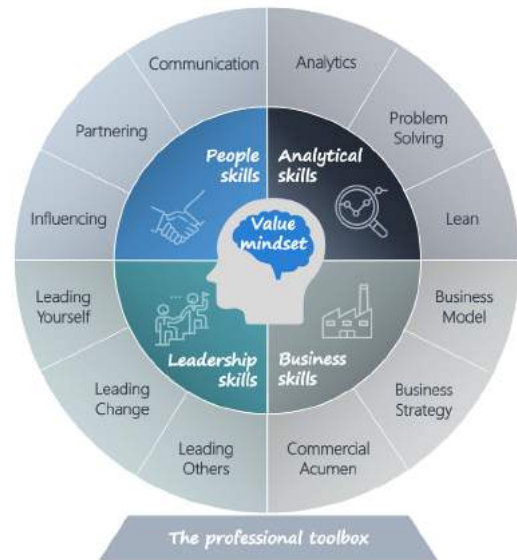 Communication
Analytics
Partnering
Problem
Solving
People
skills
Analytical
skills
Influencing
Value
mindset
Lean
Leading
Yourself
Business
Model
Leadership
skills
Business
skills
Leading
Change
Business
Strategy
Leading
Others
Commercial
Acumen
The professional toolbox